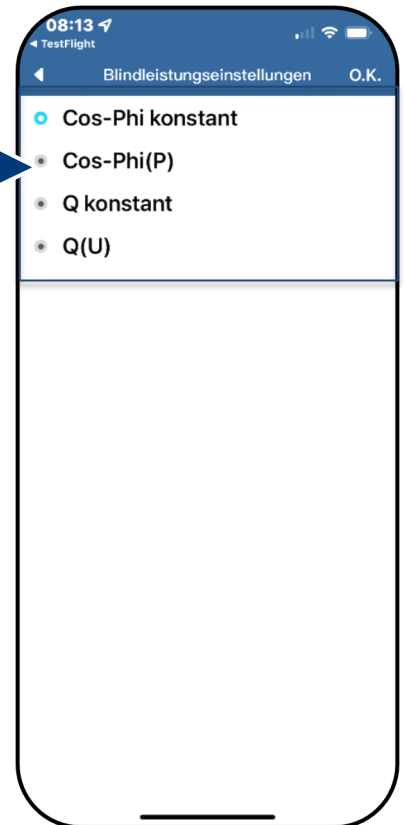 08:13
◀ TestFlight
Blindleistungseinstellungen O.K.
Cos-Phi konstant
Cos-Phi(P)
Q konstant
Q(U)